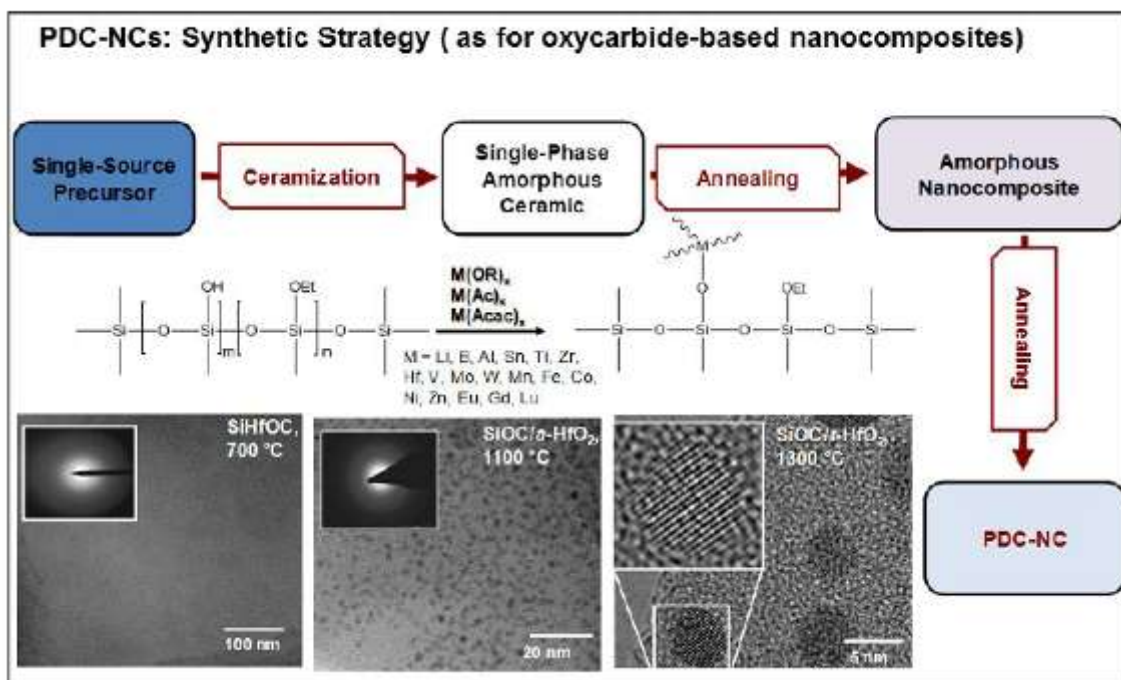 PDC-NCs: Synthetic Strategy ( as for oxycarbide-based nanocomposites)
Single-Source
Precursor
Ceramization
Single-Phase
Amorphous
Ceramic
Annealing
Amorphous
Nanocomposite
Annealing
PDC-NC
Si O Si O Si O Si
OH OEt
m n
M(OR)ₓ
M(Ac)ₓ
M(Acac)ₓ
M = Li, B, Al, Sn, Ti, Zr,
Hf, V, Mo, W, Mn, Fe, Co,
Ni, Zn, Eu, Gd, Lu
M
O OEt
Si O Si O Si O Si
SiHfOC,
700 °C
100 nm
SiOC/a-HfO₂,
1100 °C
20 nm
SiOC/t-HfO₂,
1300 °C
5 nm